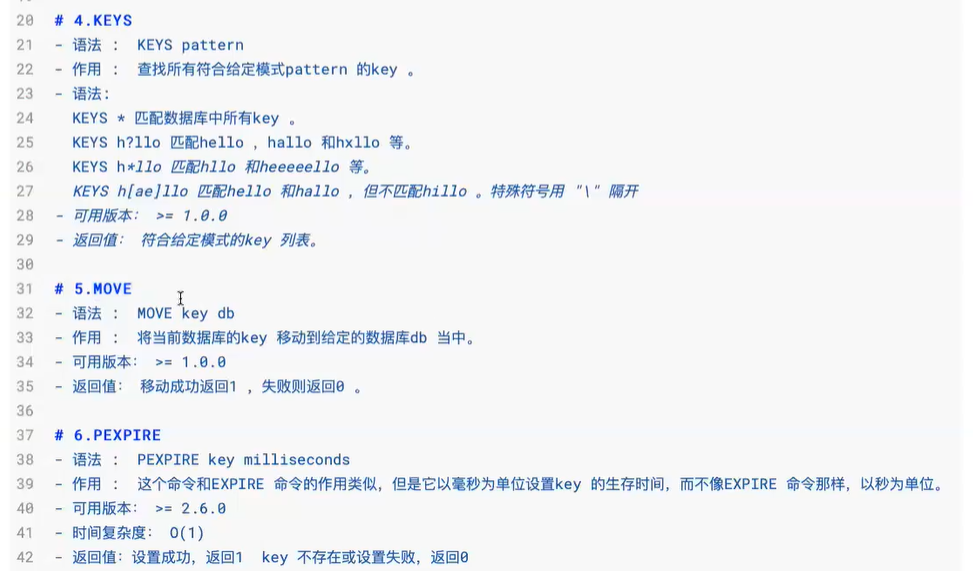 20 # 4.KEYS
21 - 语法 ： KEYS pattern
22 - 作用 ： 查找所有符合给定模式pattern 的key 。
23 - 语法:
24 KEYS * 匹配数据库中所有key 。
25 KEYS h?llo 匹配hello ，hallo 和hxllo 等。
26 KEYS h*llo 匹配hllo 和heeeeello 等。
27 KEYS h[ae]llo 匹配hello 和hallo ，但不匹配hillo 。特殊符号用 "\" 隔开
28 - 可用版本： >= 1.0.0
29 - 返回值： 符合给定模式的key 列表。
30
31 # 5.MOVE
32 - 语法 ： MOVE key db
33 - 作用 ： 将当前数据库的key 移动到给定的数据库db 当中。
34 - 可用版本： >= 1.0.0
35 - 返回值： 移动成功返回1 ，失败则返回0 。
36
37 # 6.PEXPIRE
38 - 语法 ： PEXPIRE key milliseconds
39 - 作用 ： 这个命令和EXPIRE 命令的作用类似，但是它以毫秒为单位设置key 的生存时间，而不像EXPIRE 命令那样，以秒为单位。
40 - 可用版本： >= 2.6.0
41 - 时间复杂度： O(1)
42 - 返回值：设置成功，返回1 key 不存在或设置失败，返回0